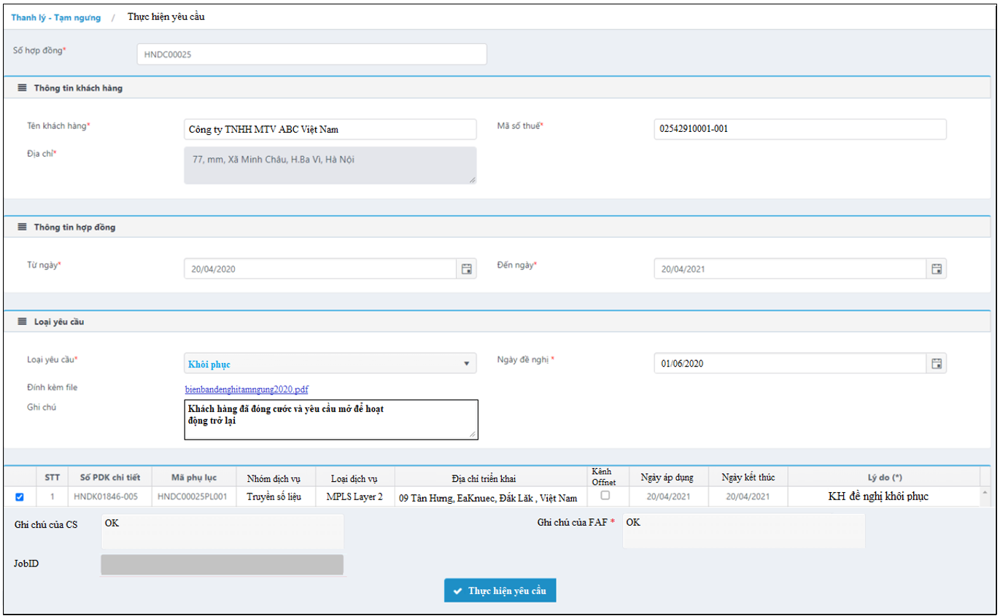 Thanh lý - Tạm ngưng / Thực hiện yêu cầu
Số hợp đồng* HNDC00025
Thông tin khách hàng
Tên khách hàng* Công ty TNHH MTV ABC Việt Nam Mã số thuế* 02542910001-001
Địa chỉ* 77, mm, Xã Minh Châu, H.Ba Vì, Hà Nội
Thông tin hợp đồng
Từ ngày* 20/04/2020 Đến ngày* 20/04/2021
Loại yêu cầu
Loại yêu cầu* Khôi phục Ngày đề nghị * 01/06/2020
Đính kèm file bienbandenghitamngung2020.pdf
Ghi chú Khách hàng đã đóng cước và yêu cầu mở để hoạt
động trở lại
STT Số PDK chi tiết Mã phụ lục Nhóm dịch vụ Loại dịch vụ Địa chỉ triển khai Kênh Offnet Ngày áp dụng Ngày kết thúc Lý do (*)
1 HNDK01846-005 HNDC00025PL001 Truyền số liệu MPLS Layer 2 09 Tân Hưng, EaKnuec, Đắk Lăk , Việt Nam 20/04/2021 20/04/2021 KH đề nghị khôi phục
Ghi chú của CS OK Ghi chú của FAF * OK
JobID
Thực hiện yêu cầu